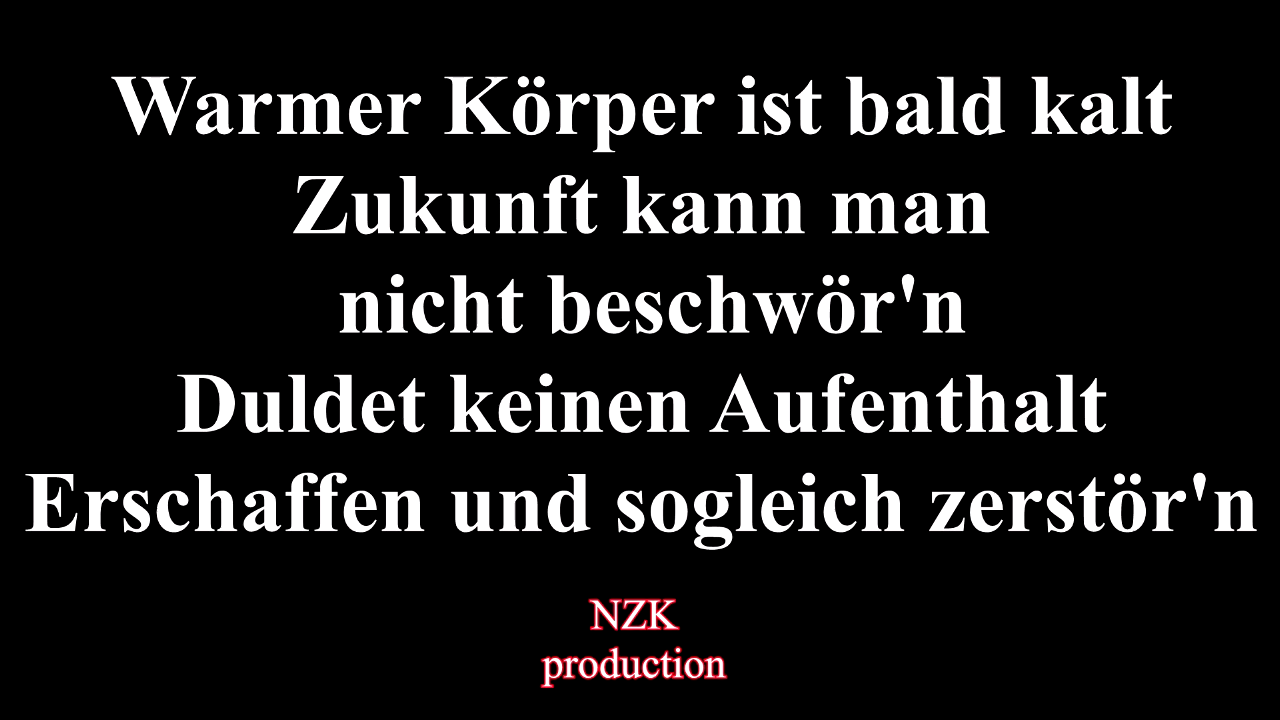 Warmer Körper ist bald kalt
Zukunft kann man
nicht beschwör'n
Duldet keinen Aufenthalt
Erschaffen und sogleich zerstör'n
NZK
production